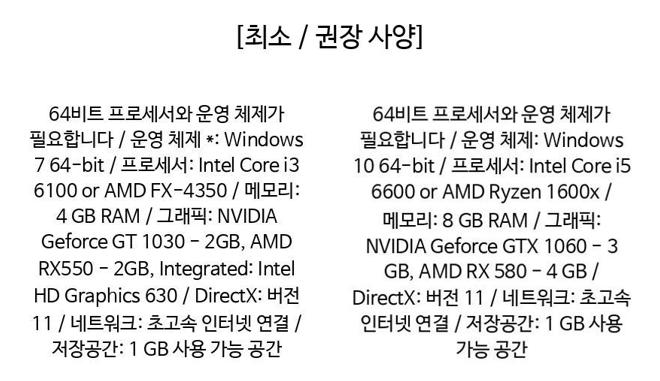 [최소 / 권장 사양]
64비트 프로세서와 운영 체제가
필요합니다 / 운영 체제 *: Windows
7 64-bit / 프로세서: Intel Core i3
6100 or AMD FX-4350 / 메모리:
4 GB RAM / 그래픽: NVIDIA
Geforce GT 1030 - 2GB, AMD
RX550 - 2GB, Integrated: Intel
HD Graphics 630 / DirectX: 버전
11 / 네트워크: 초고속 인터넷 연결 /
저장공간: 1 GB 사용 가능 공간
64비트 프로세서와 운영 체제가
필요합니다 / 운영 체제: Windows
10 64-bit / 프로세서: Intel Core i5
6600 or AMD Ryzen 1600x /
메모리: 8 GB RAM / 그래픽:
NVIDIA Geforce GTX 1060 - 3
GB, AMD RX 580 - 4 GB /
DirectX: 버전 11 / 네트워크: 초고속
인터넷 연결 / 저장공간: 1 GB 사용
가능 공간